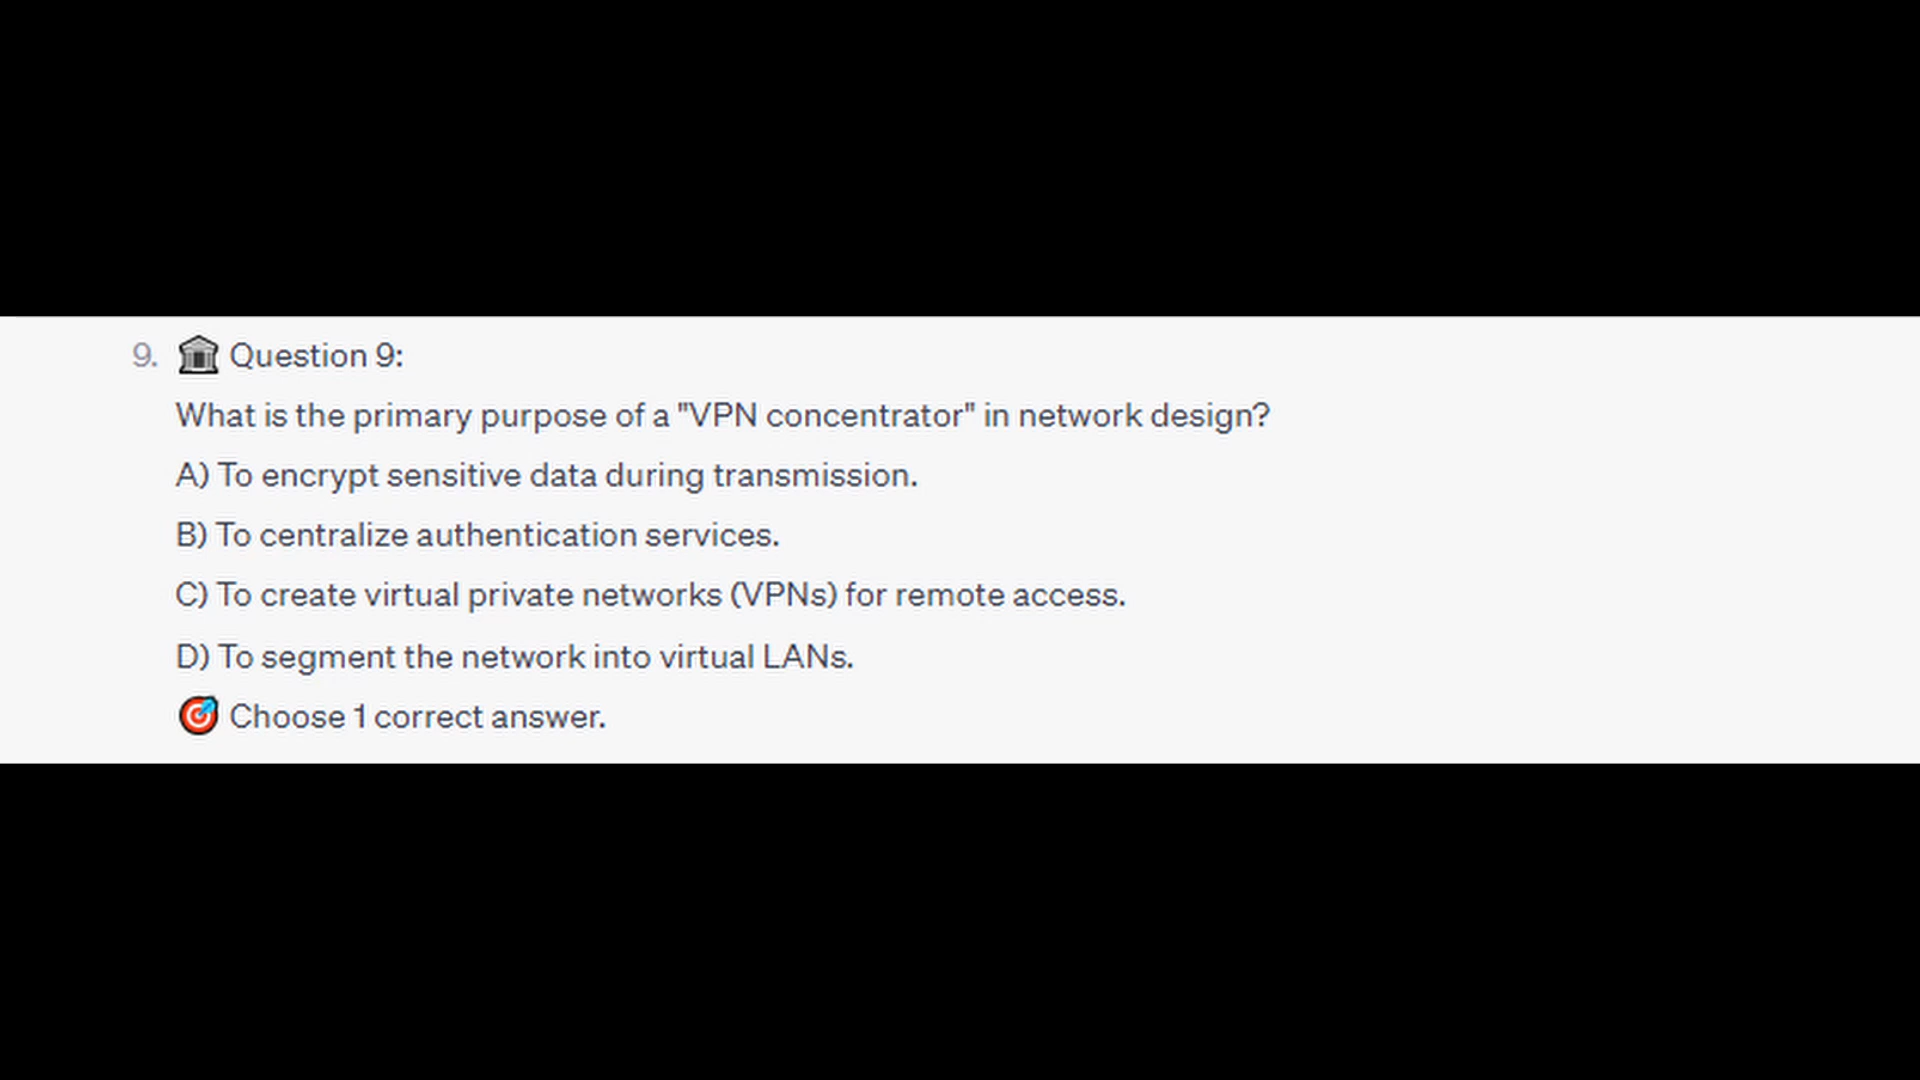 9. 🏛 Question 9:
What is the primary purpose of a "VPN concentrator" in network design?
A) To encrypt sensitive data during transmission.
B) To centralize authentication services.
C) To create virtual private networks (VPNs) for remote access.
D) To segment the network into virtual LANs.
🎯 Choose 1 correct answer.